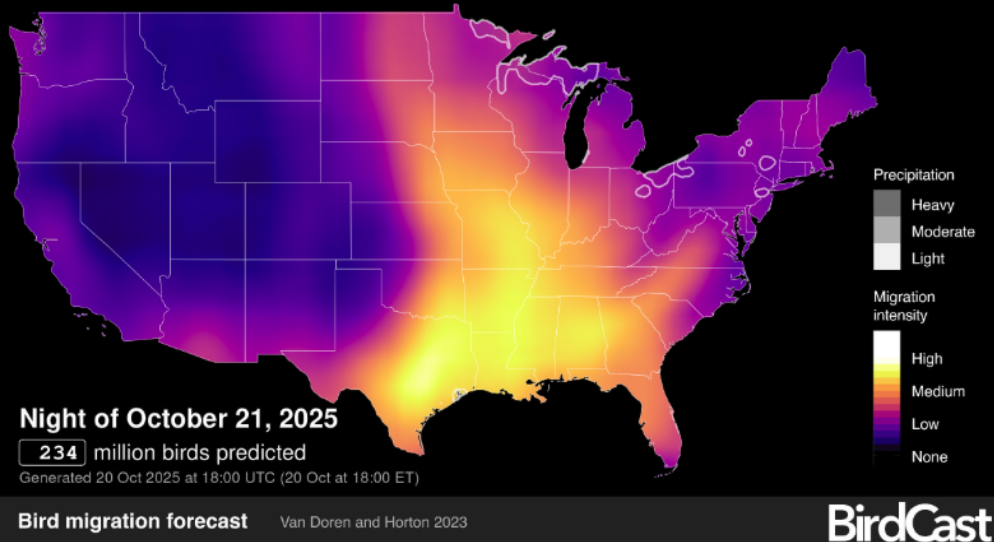 Precipitation
Heavy
Moderate
Light
Migration
intensity
High
Medium
Low
None
Night of October 21, 2025
234 million birds predicted
Generated 20 Oct 2025 at 18:00 UTC (20 Oct at 18:00 ET)
Bird migration forecast Van Doren and Horton 2023
BirdCast